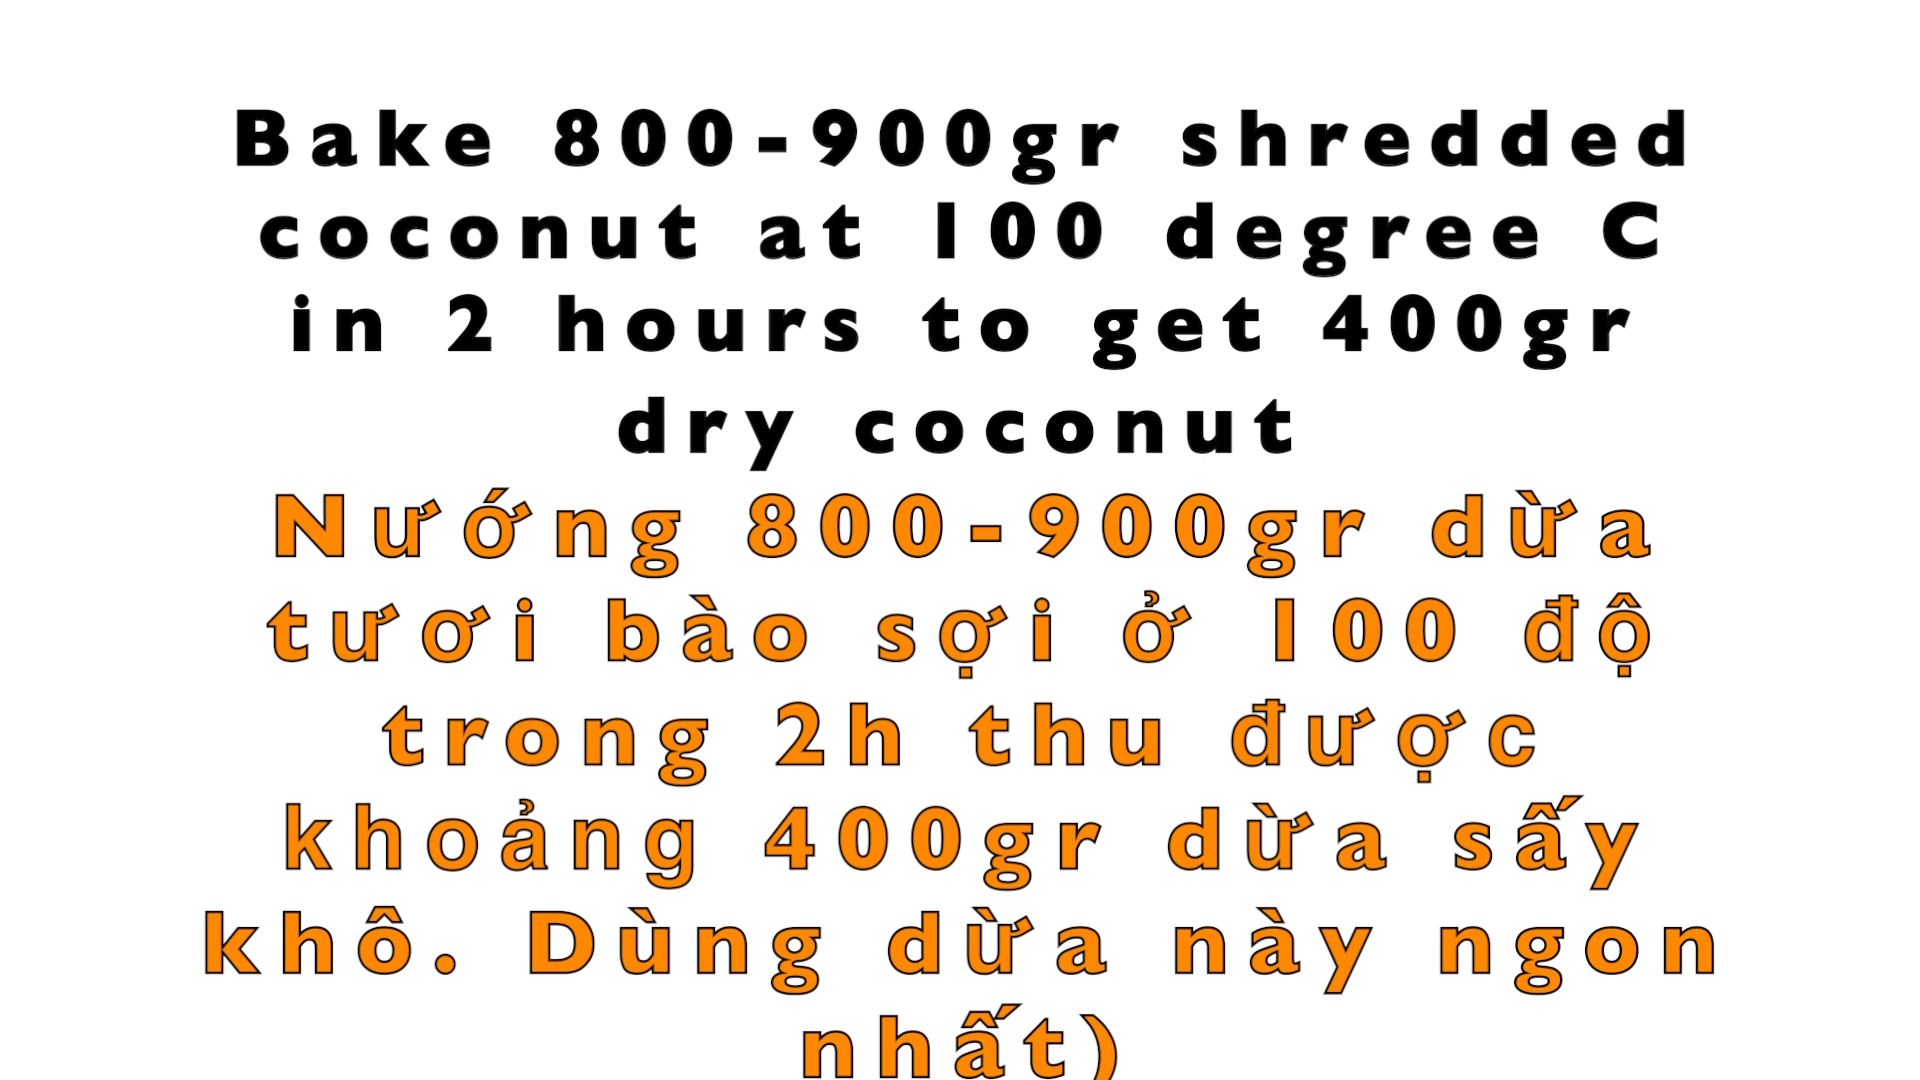 Bake 800-900gr shredded
coconut at 100 degree C
in 2 hours to get 400gr
dry coconut
Nướng 800-900gr dừa
tươi bào sợi ở 100 độ
trong 2h thu được
khoảng 400gr dừa sấy
khô. Dùng dừa này ngon
nhất)